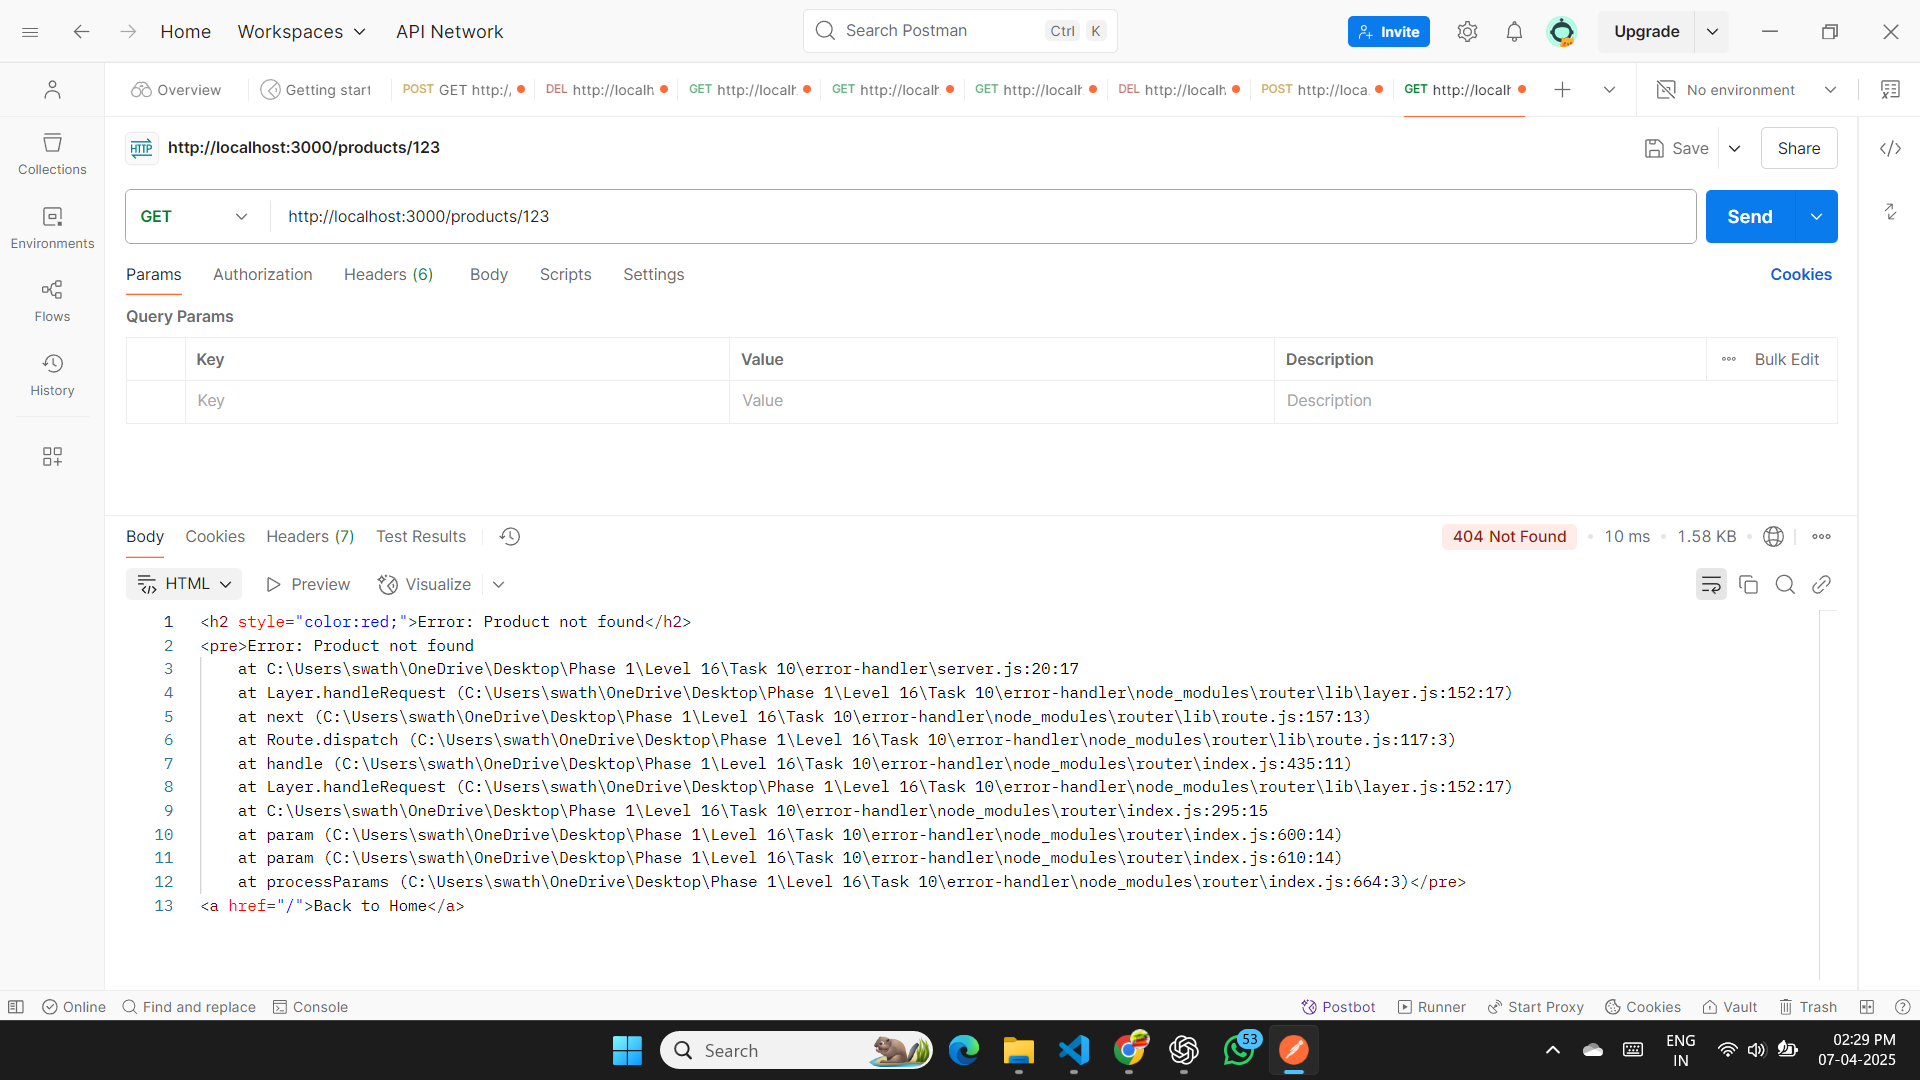 Home Workspaces API Network Search Postman Ctrl K Invite Upgrade
Overview Getting start POST GET http:/ DEL http://localh GET http://localh GET http://localh GET http://localh DEL http://localh POST http://loca GET http://localh No environment
HTTP http://localhost:3000/products/123 Save Share
Collections
GET http://localhost:3000/products/123 Send
Environments
Params Authorization Headers (6) Body Scripts Settings Cookies
Flows
Query Params
Key Value Description Bulk Edit
History
Key Value Description
Body Cookies Headers (7) Test Results 404 Not Found 10 ms 1.58 KB
HTML Preview Visualize
1 <h2 style="color:red;">Error: Product not found</h2>
2 <pre>Error: Product not found
3 at C:\Users\swath\OneDrive\Desktop\Phase 1\Level 16\Task 10\error-handler\server.js:20:17
4 at Layer.handleRequest (C:\Users\swath\OneDrive\Desktop\Phase 1\Level 16\Task 10\error-handler\node_modules\router\lib\layer.js:152:17)
5 at next (C:\Users\swath\OneDrive\Desktop\Phase 1\Level 16\Task 10\error-handler\node_modules\router\lib\route.js:157:13)
6 at Route.dispatch (C:\Users\swath\OneDrive\Desktop\Phase 1\Level 16\Task 10\error-handler\node_modules\router\lib\route.js:117:3)
7 at handle (C:\Users\swath\OneDrive\Desktop\Phase 1\Level 16\Task 10\error-handler\node_modules\router\index.js:435:11)
8 at Layer.handleRequest (C:\Users\swath\OneDrive\Desktop\Phase 1\Level 16\Task 10\error-handler\node_modules\router\lib\layer.js:152:17)
9 at C:\Users\swath\OneDrive\Desktop\Phase 1\Level 16\Task 10\error-handler\node_modules\router\index.js:295:15
10 at param (C:\Users\swath\OneDrive\Desktop\Phase 1\Level 16\Task 10\error-handler\node_modules\router\index.js:600:14)
11 at param (C:\Users\swath\OneDrive\Desktop\Phase 1\Level 16\Task 10\error-handler\node_modules\router\index.js:610:14)
12 at processParams (C:\Users\swath\OneDrive\Desktop\Phase 1\Level 16\Task 10\error-handler\node_modules\router\index.js:664:3)</pre>
13 <a href="/">Back to Home</a>
Online Find and replace Console Postbot Runner Start Proxy Cookies Vault Trash
Search 53 ENG IN 02:29 PM
07-04-2025